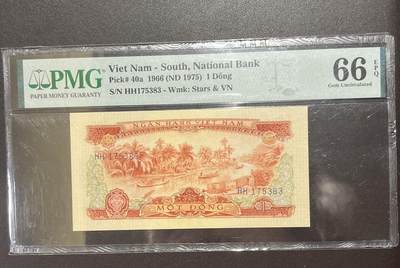 PMG
PAPER MONEY GUARANTY
Viet Nam - South, National Bank
Pick# 40a 1966 (ND 1975) 1 Dông
S/N HH175383 - Wmk: Stars & VN
66 EPQ
Gem Uncirculated
NGÂN HÀNG VIỆT NAM
HH 175383
HH 175383
MỘT ĐỒNG